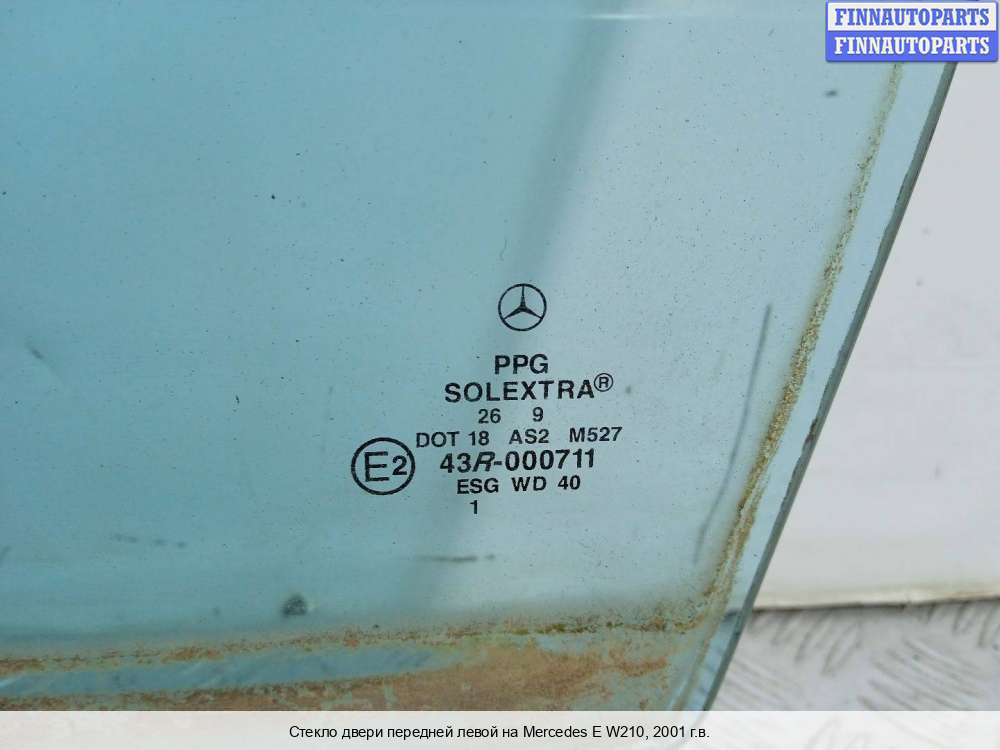 FINNAUTOPARTS
FINNAUTOPARTS
PPG
SOLEXTRA®
26 9
DOT 18 AS2 M527
E2 43R-000711
ESG WD 40
1
Стекло двери передней левой на Mercedes E W210, 2001 г.в.